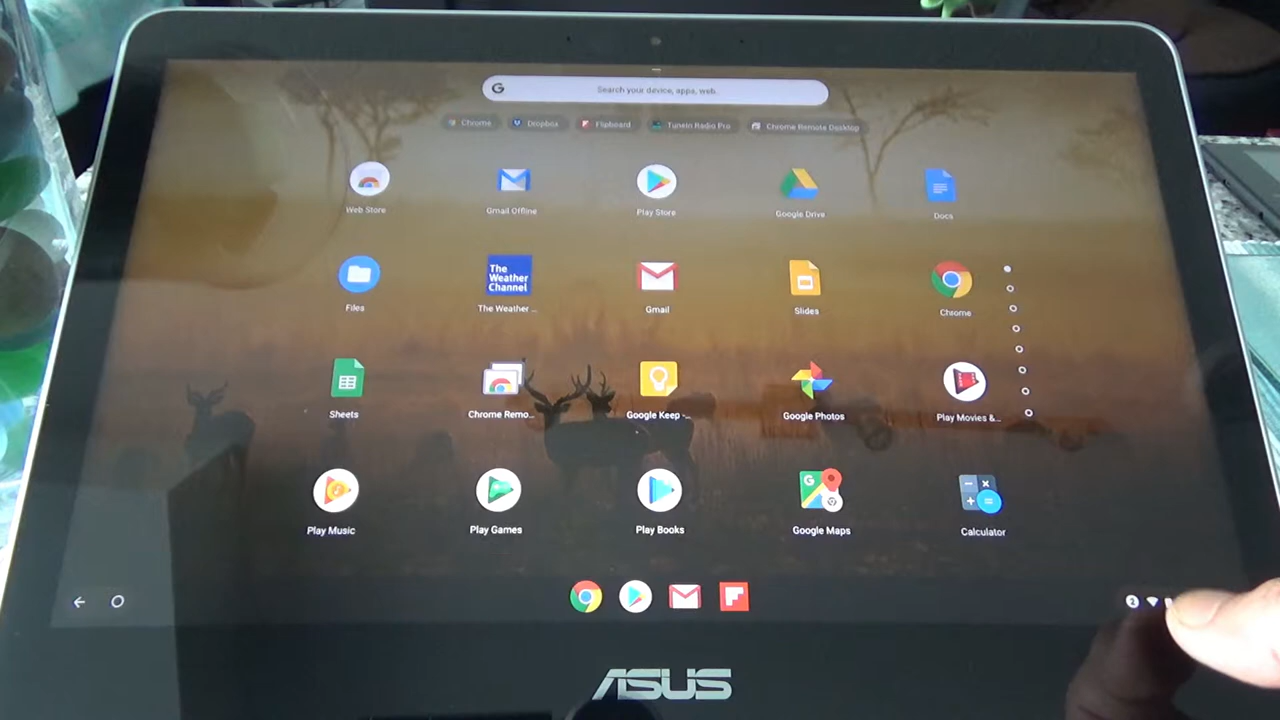 G Search your device, apps, web.
Chrome Dropbox Flipboard TuneIn Radio Pro Chrome Remote Desktop
Web Store Gmail Offline Play Store Google Drive Docs
The Weather Channel
Files The Weather ... Gmail Slides Chrome
Sheets Chrome Remo... Google Keep -... Google Photos Play Movies &...
G
Play Music Play Games Play Books Google Maps Calculator
2
ASUS